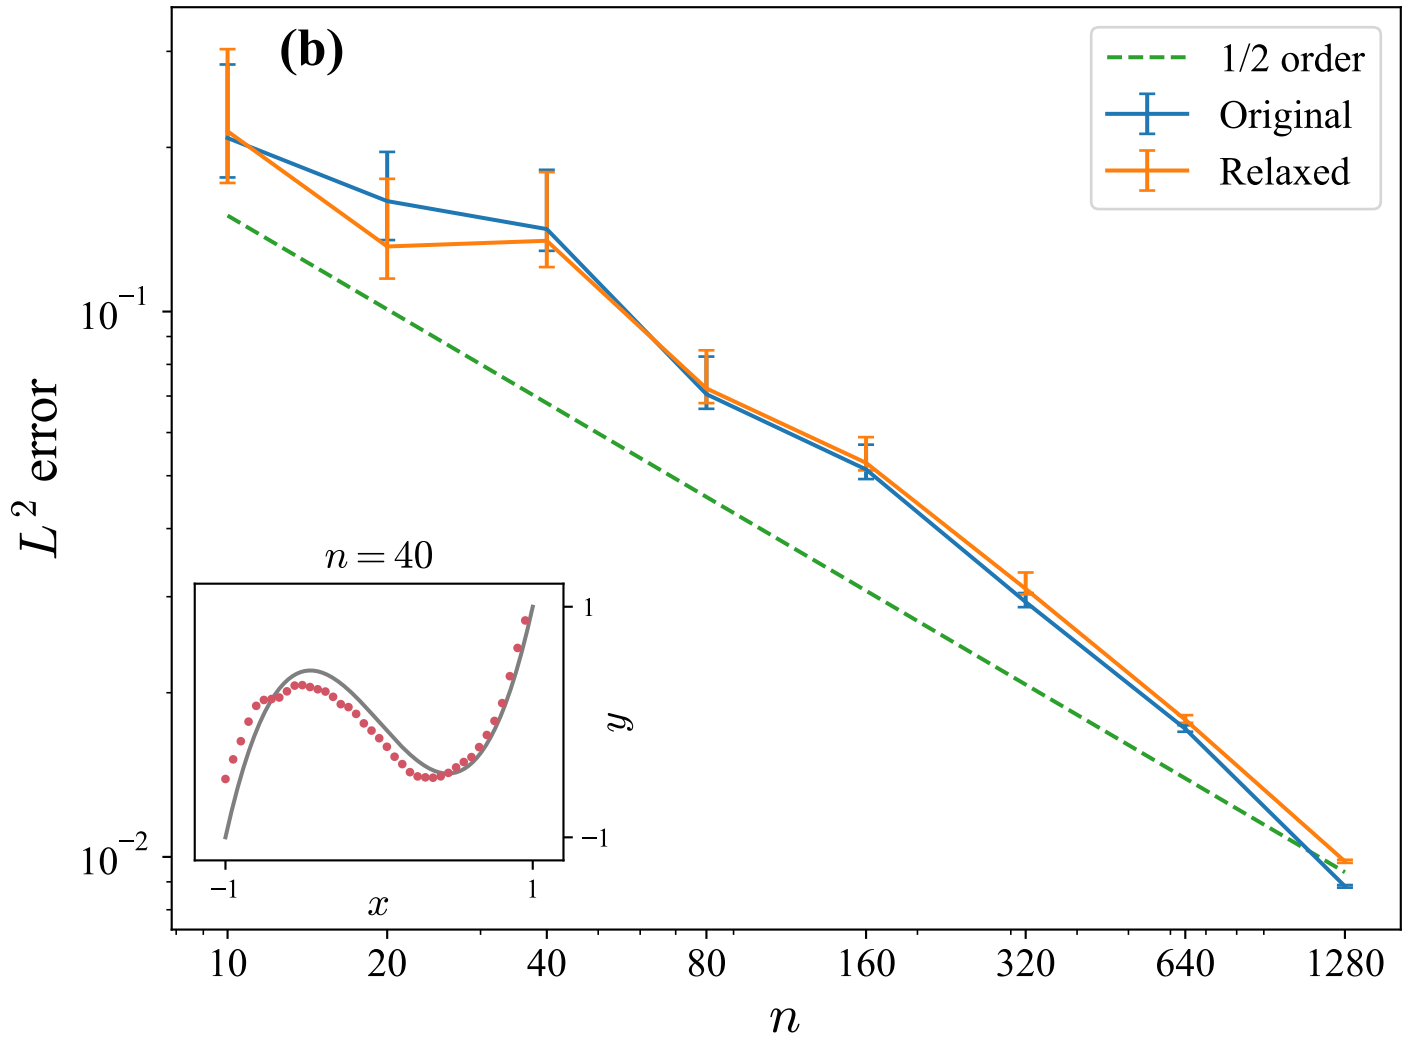 (b)
1/2 order
Original
Relaxed
10⁻¹
10⁻²
L² error
n = 40
1
−1
y
−1 1
x
10 20 40 80 160 320 640 1280
n